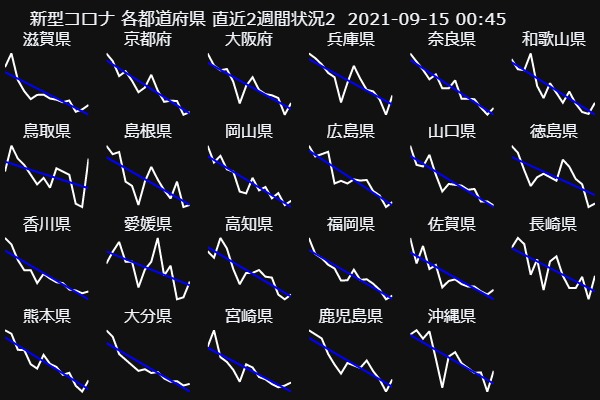 新型コロナ 各都道府県 直近2週間状況2 2021-09-15 00:45
滋賀県 京都府 大阪府 兵庫県 奈良県 和歌山県
鳥取県 島根県 岡山県 広島県 山口県 徳島県
香川県 愛媛県 高知県 福岡県 佐賀県 長崎県
熊本県 大分県 宮崎県 鹿児島県 沖縄県